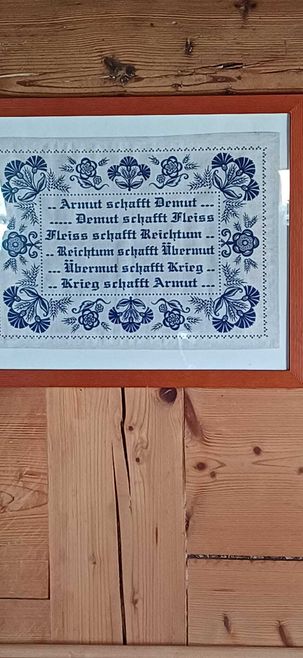 Armut schafft Demut ...
.... Demut schafft Fleiss
Fleiss schafft Reichtum ..
.. Reichtum schafft Übermut
... Übermut schafft Krieg ..
.. Krieg schafft Armut ...